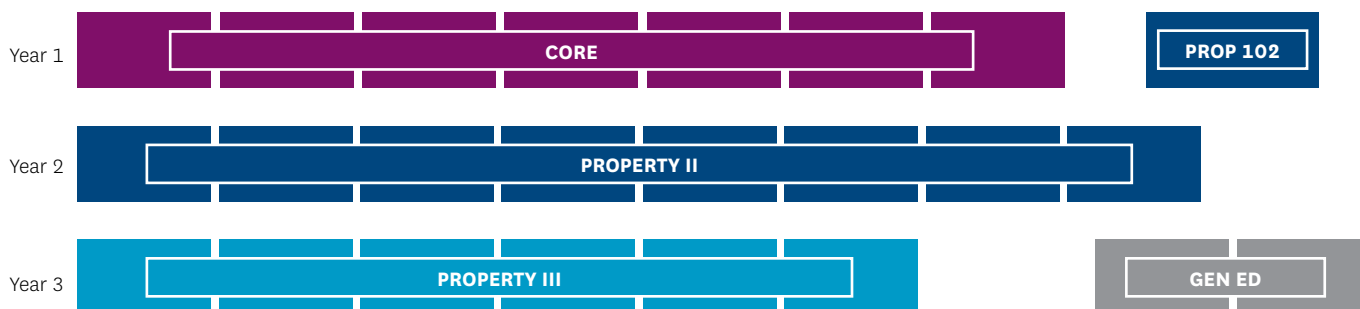 Year 1
CORE
PROP 102
Year 2
PROPERTY II
Year 3
PROPERTY III
GEN ED